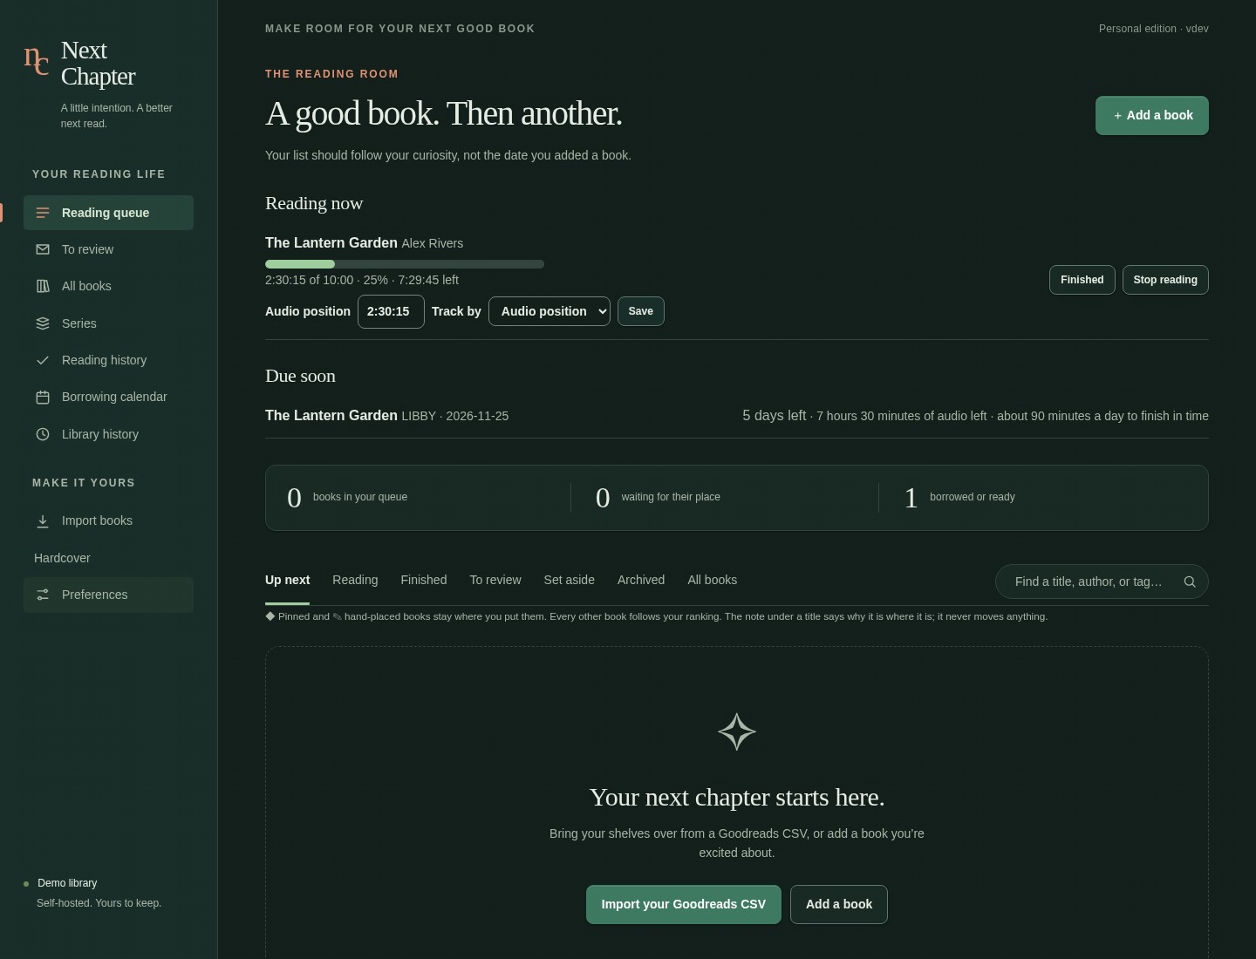 nc
Next
Chapter
A little intention. A better
next read.
YOUR READING LIFE
Reading queue
To review
All books
Series
Reading history
Borrowing calendar
Library history
MAKE IT YOURS
Import books
Hardcover
Preferences
Demo library
Self-hosted. Yours to keep.
MAKE ROOM FOR YOUR NEXT GOOD BOOK
Personal edition · vdev
THE READING ROOM
A good book. Then another.
+ Add a book
Your list should follow your curiosity, not the date you added a book.
Reading now
The Lantern Garden Alex Rivers
2:30:15 of 10:00 · 25% · 7:29:45 left
Finished
Stop reading
Audio position 2:30:15 Track by Audio position Save
Due soon
The Lantern Garden LIBBY · 2026-11-25
5 days left · 7 hours 30 minutes of audio left · about 90 minutes a day to finish in time
0 books in your queue
0 waiting for their place
1 borrowed or ready
Up next Reading Finished To review Set aside Archived All books
Find a title, author, or tag…
◆ Pinned and ✎ hand-placed books stay where you put them. Every other book follows your ranking. The note under a title says why it is where it is; it never moves anything.
Your next chapter starts here.
Bring your shelves over from a Goodreads CSV, or add a book you're
excited about.
Import your Goodreads CSV
Add a book